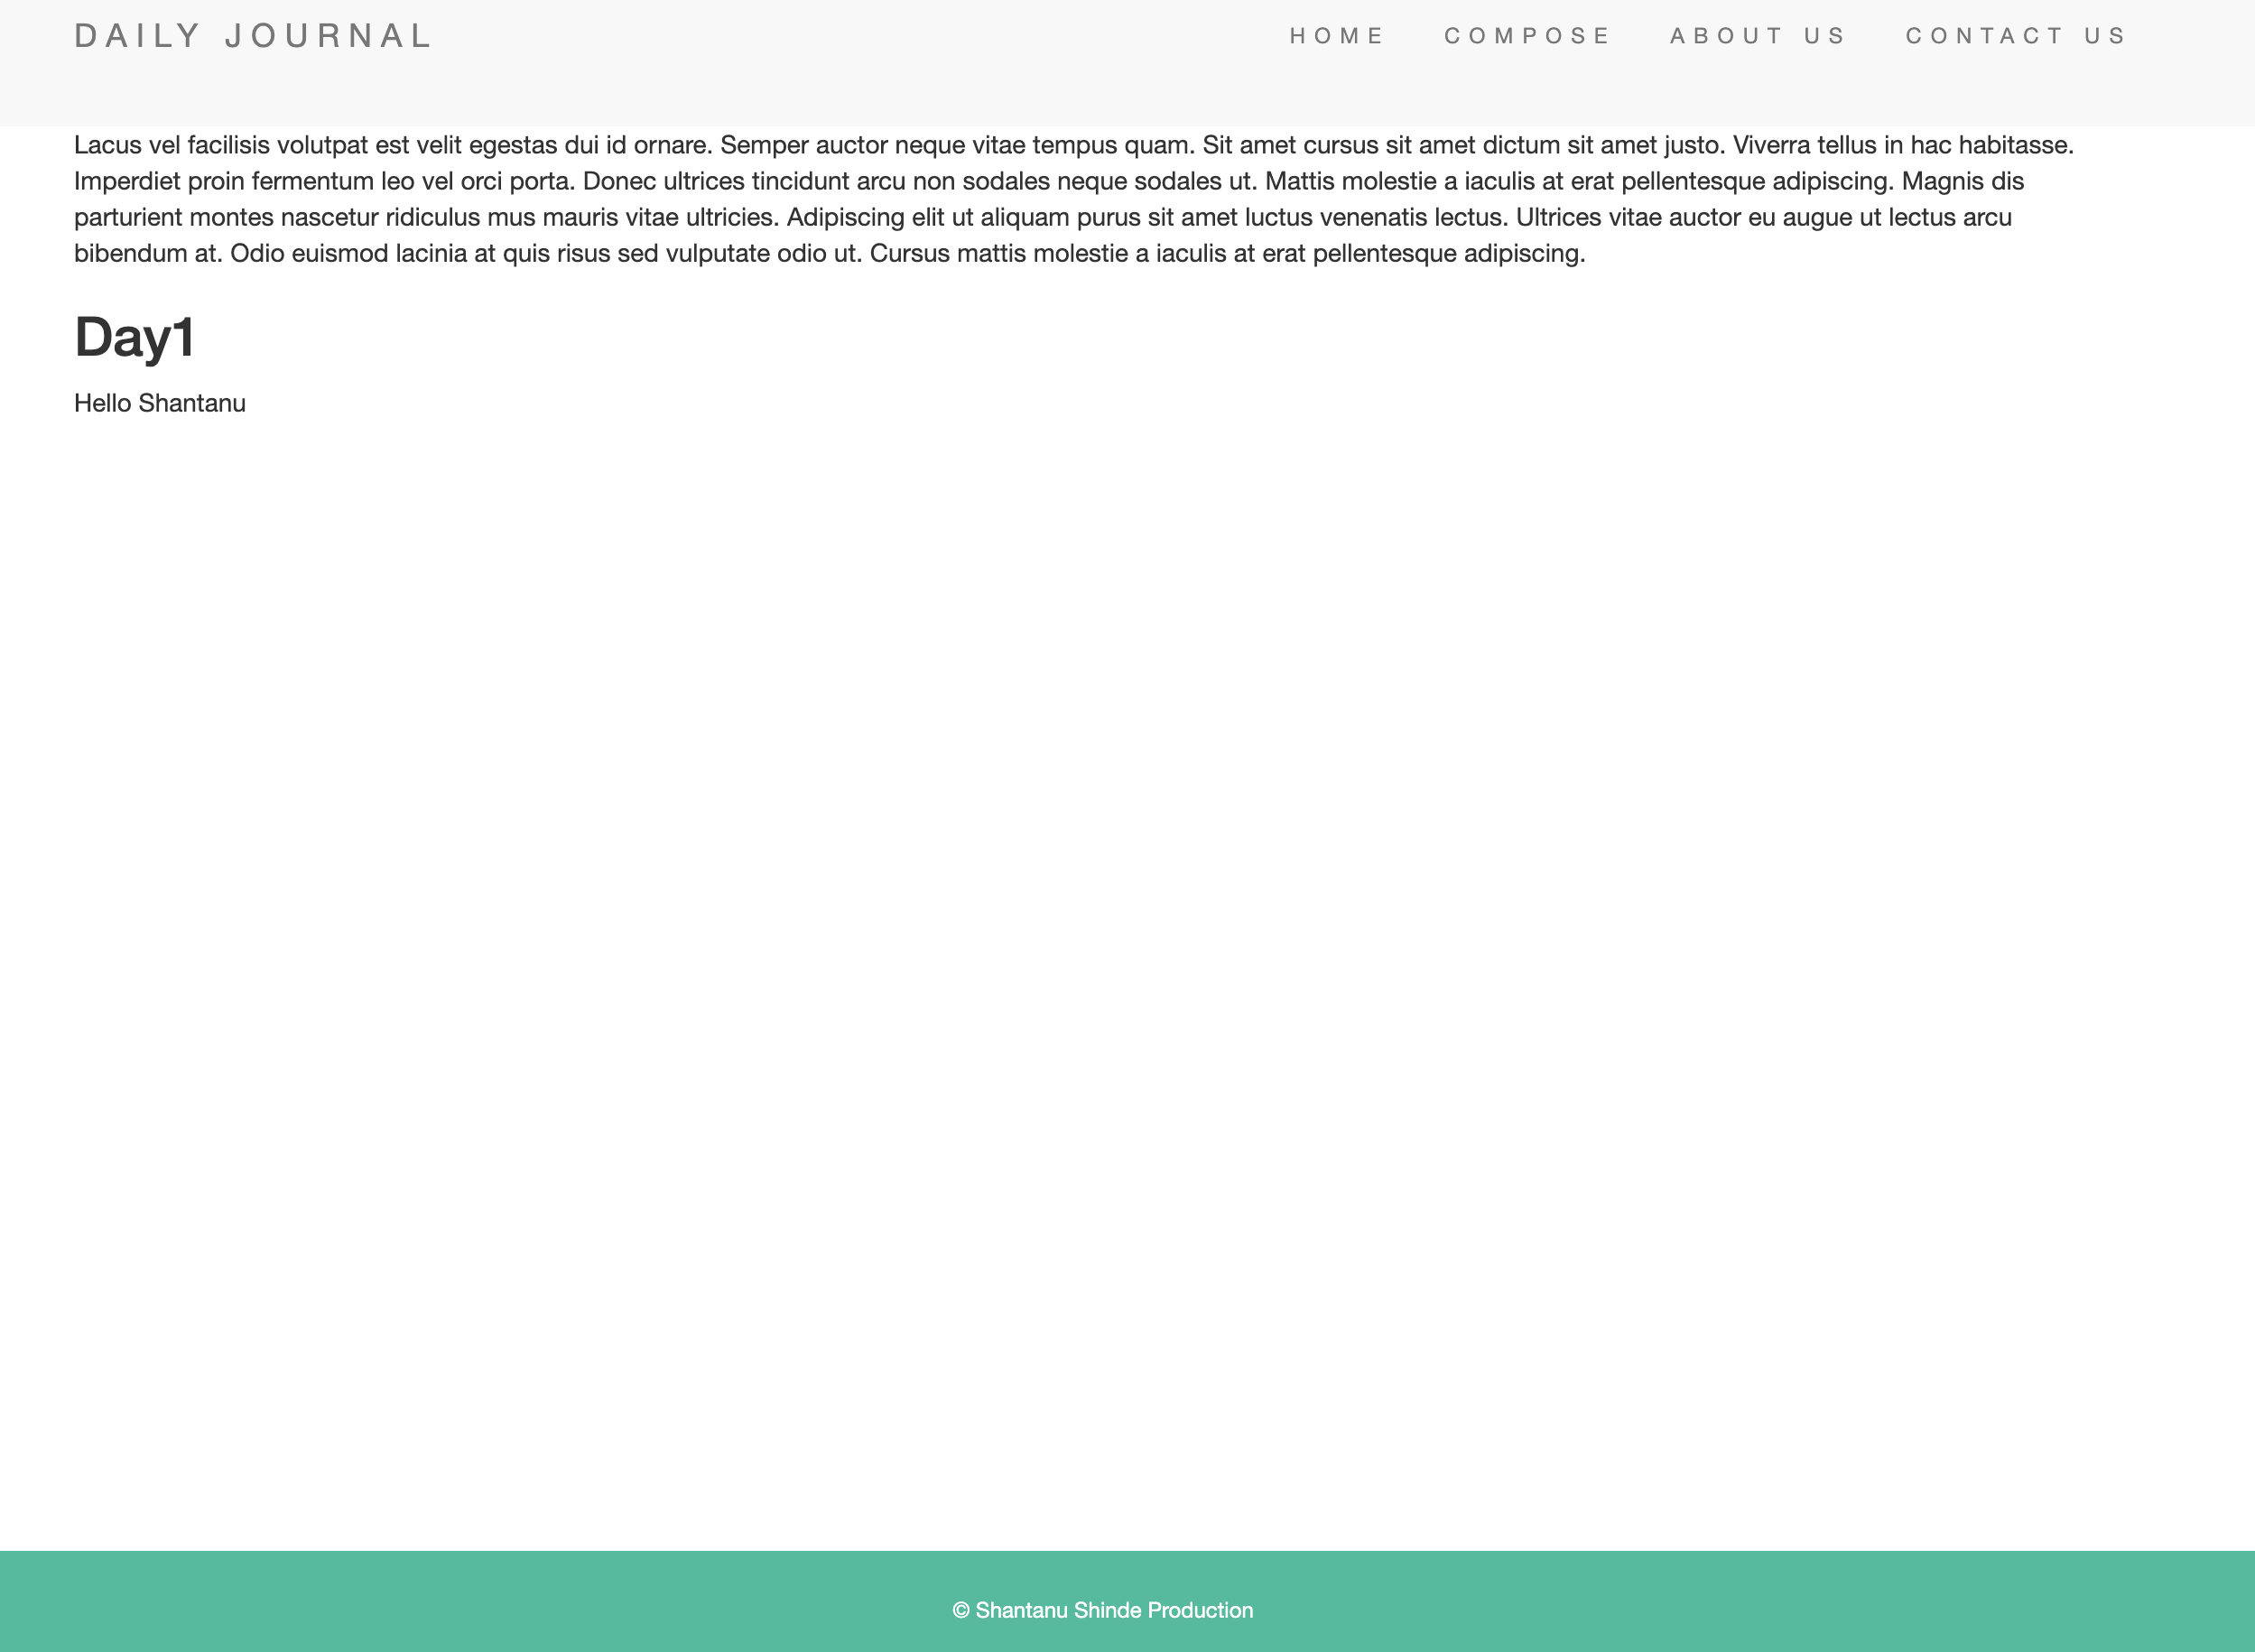 DAILY JOURNAL
HOME COMPOSE ABOUT US CONTACT US
Lacus vel facilisis volutpat est velit egestas dui id ornare. Semper auctor neque vitae tempus quam. Sit amet cursus sit amet dictum sit amet justo. Viverra tellus in hac habitasse.
Imperdiet proin fermentum leo vel orci porta. Donec ultrices tincidunt arcu non sodales neque sodales ut. Mattis molestie a iaculis at erat pellentesque adipiscing. Magnis dis
parturient montes nascetur ridiculus mus mauris vitae ultricies. Adipiscing elit ut aliquam purus sit amet luctus venenatis lectus. Ultrices vitae auctor eu augue ut lectus arcu
bibendum at. Odio euismod lacinia at quis risus sed vulputate odio ut. Cursus mattis molestie a iaculis at erat pellentesque adipiscing.
Day1
Hello Shantanu
© Shantanu Shinde Production